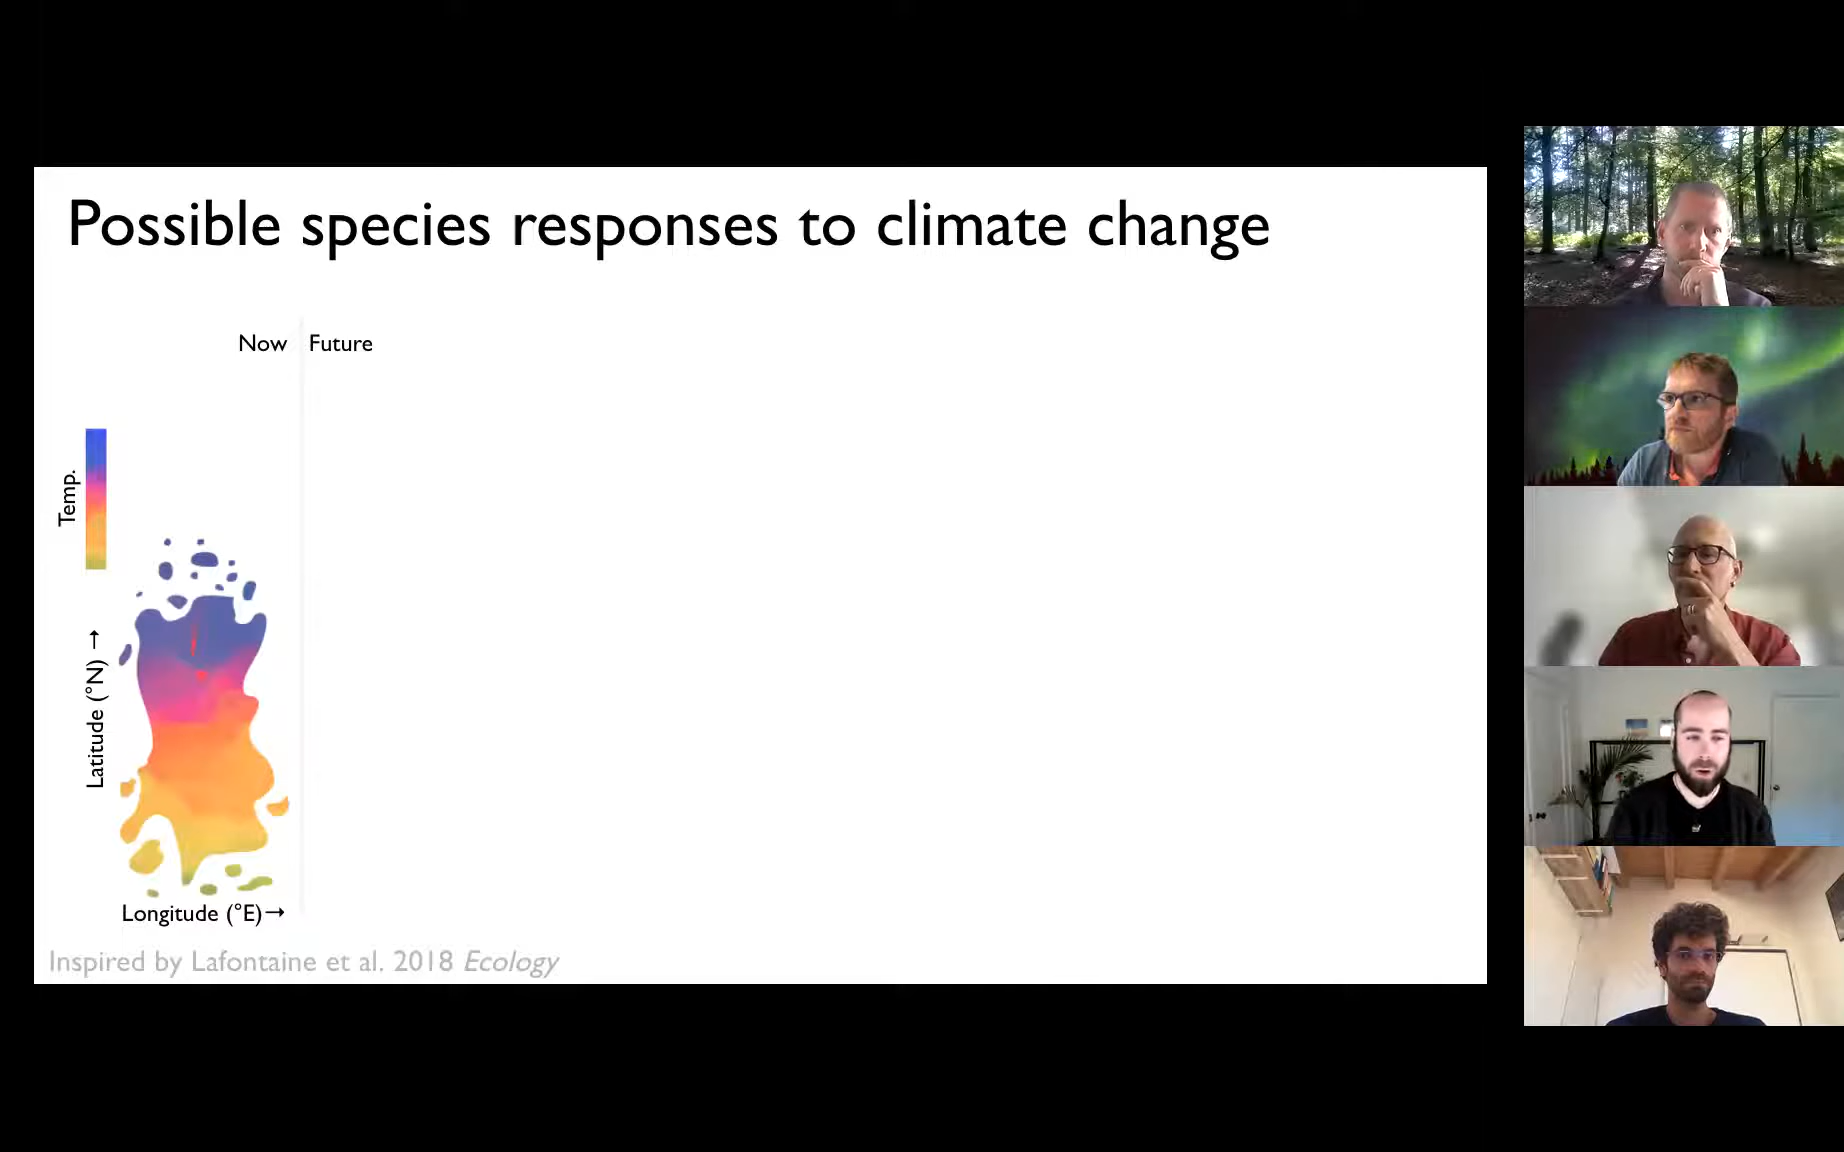 Possible species responses to climate change
Now
Future
Temp.
Latitude (°N) →
Longitude (°E)→
Inspired by Lafontaine et al. 2018 Ecology